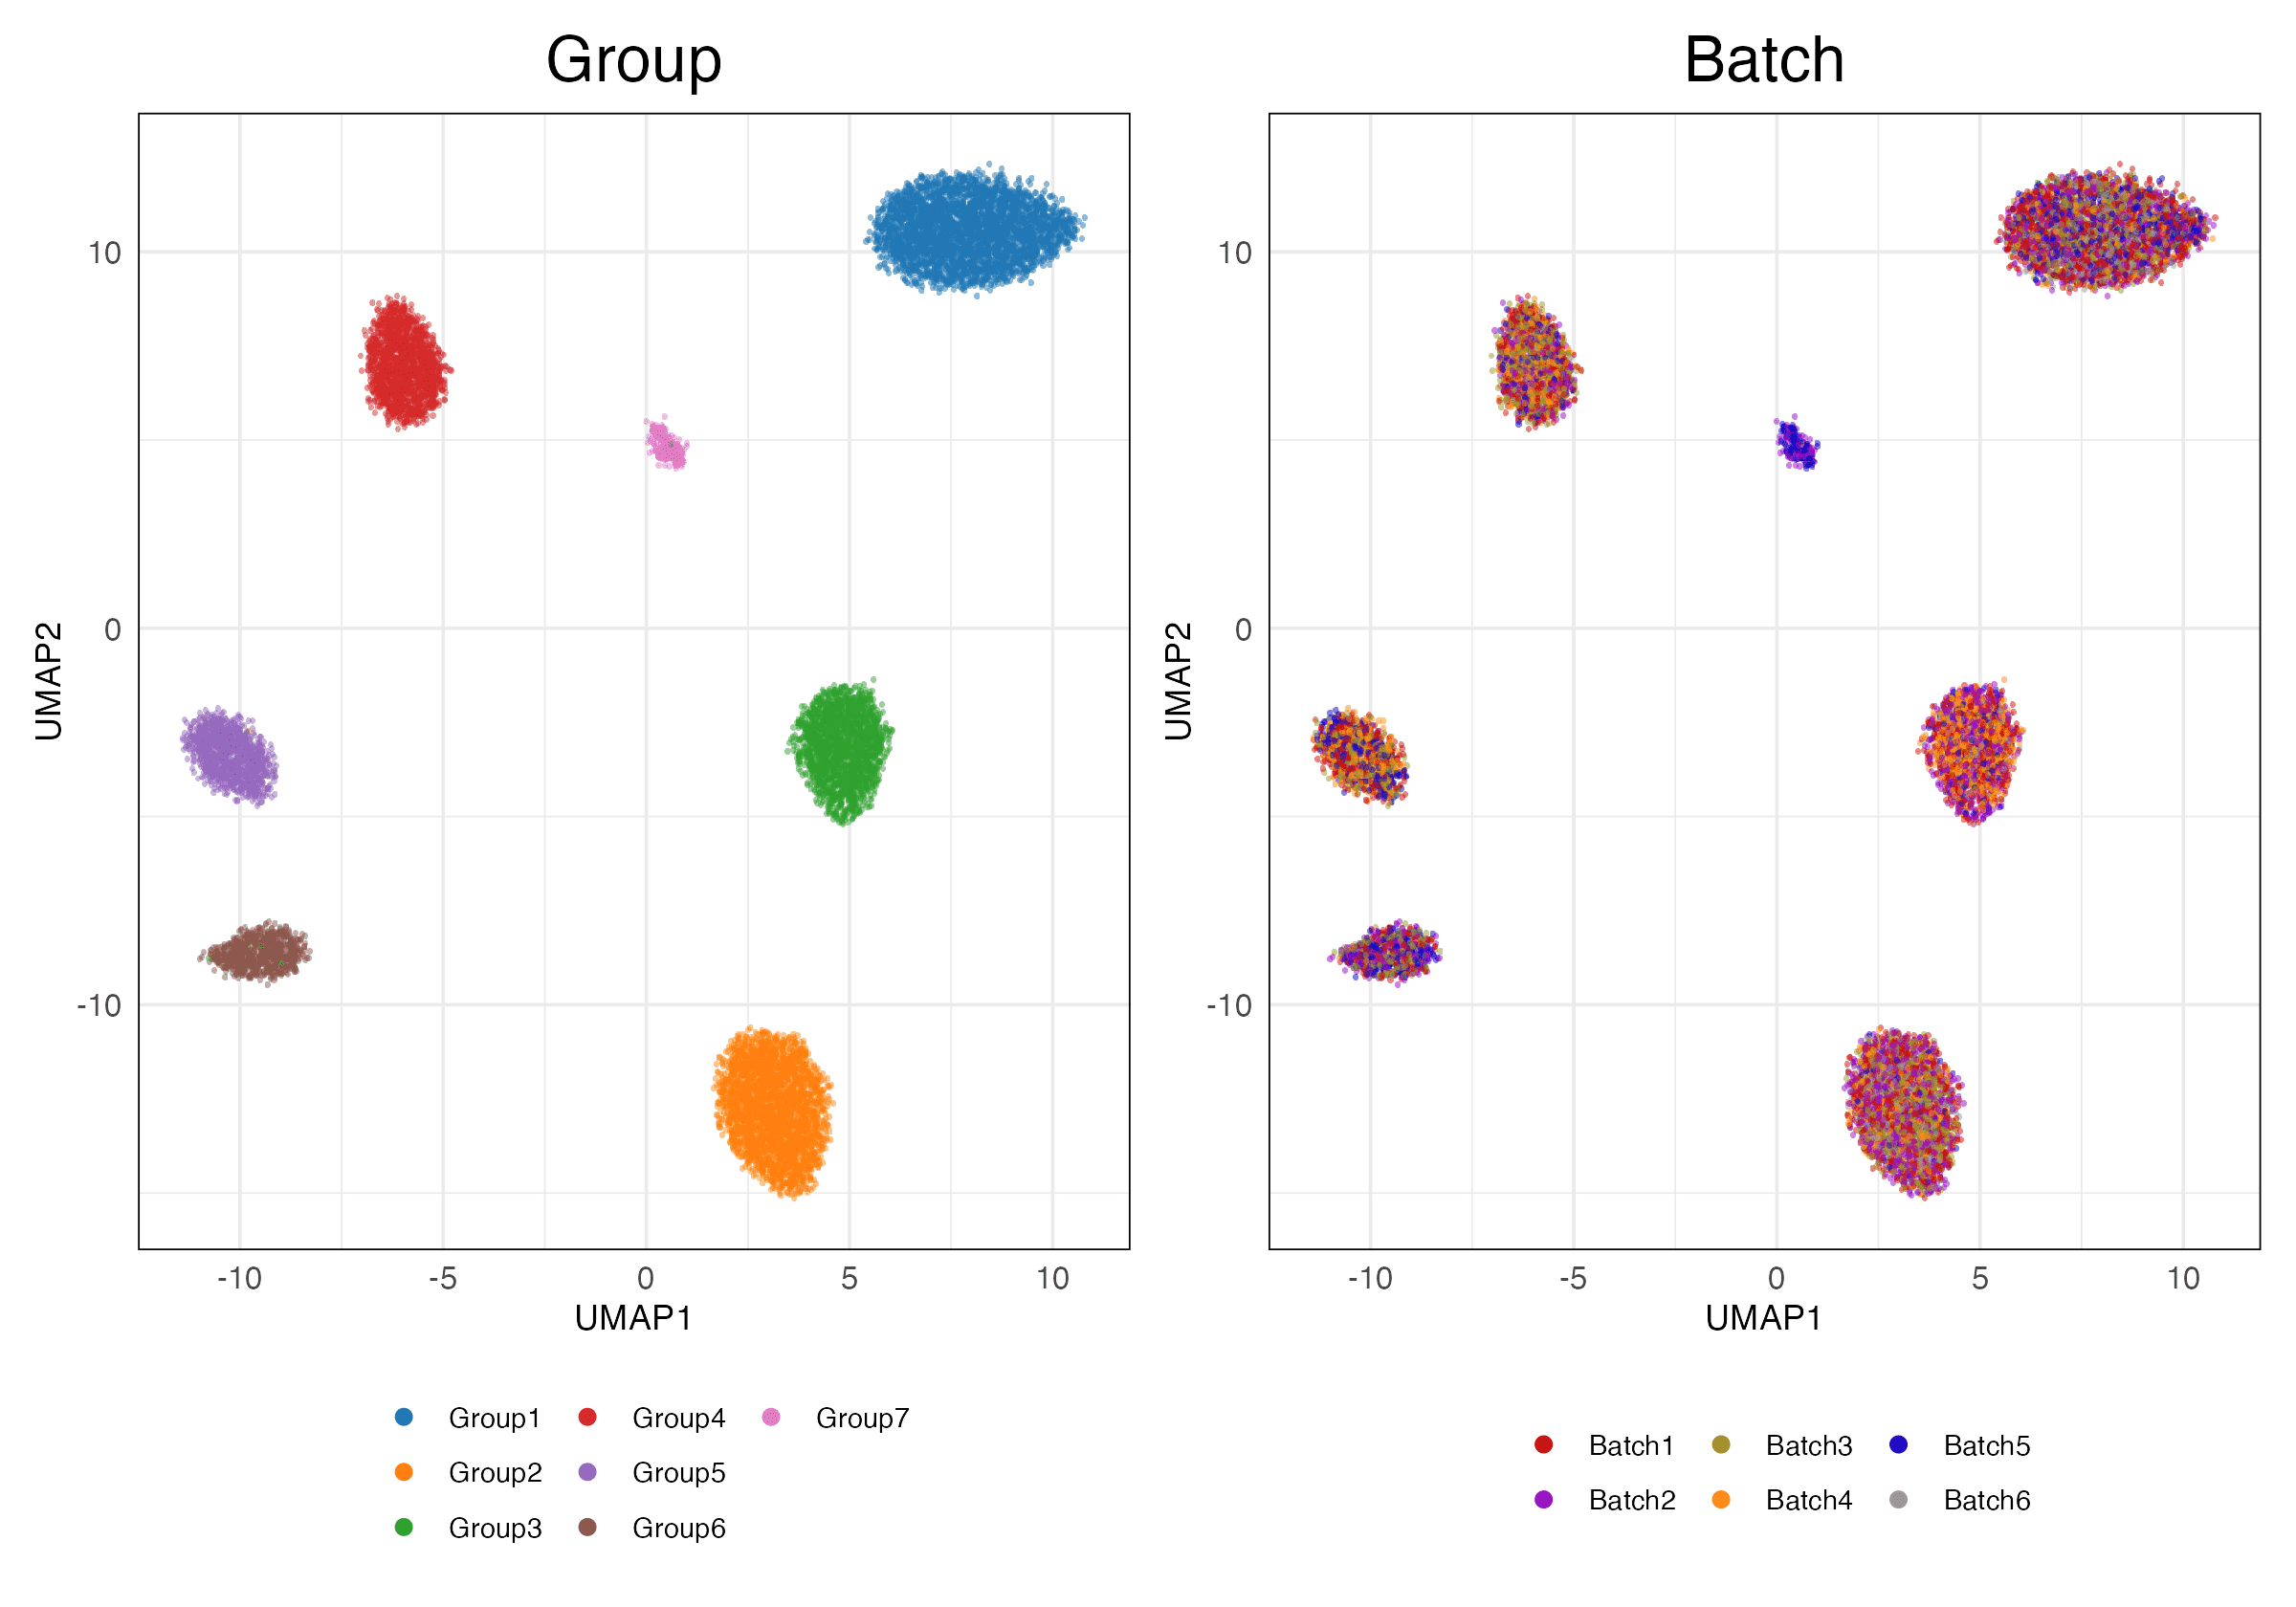 Group
Batch
10
0
-10
UMAP2
-10 -5 0 5 10
UMAP1
10
0
-10
UMAP2
-10 -5 0 5 10
UMAP1
Group1 Group4 Group7
Group2 Group5
Group3 Group6
Batch1 Batch3 Batch5
Batch2 Batch4 Batch6